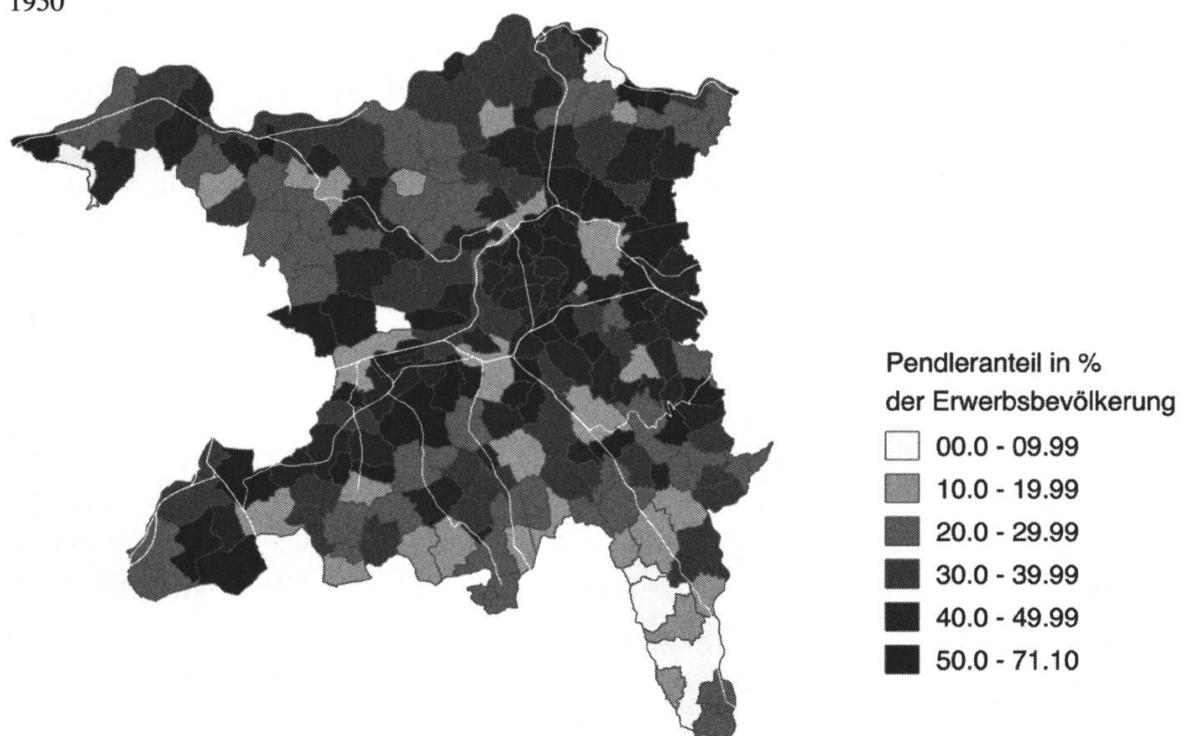 1950
Pendleranteil in %
der Erwerbsbevölkerung
00.0 - 09.99
10.0 - 19.99
20.0 - 29.99
30.0 - 39.99
40.0 - 49.99
50.0 - 71.10